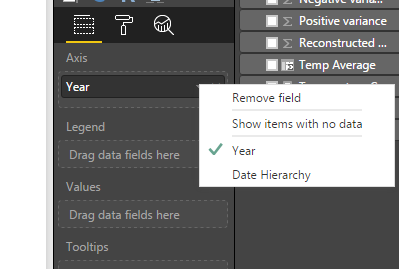 Negative varia...
Positive variance
Reconstructed ...
Temp Average
Axis
Year
Legend
Drag data fields here
Values
Drag data fields here
Tooltips
Remove field
Show items with no data
Year
Date Hierarchy